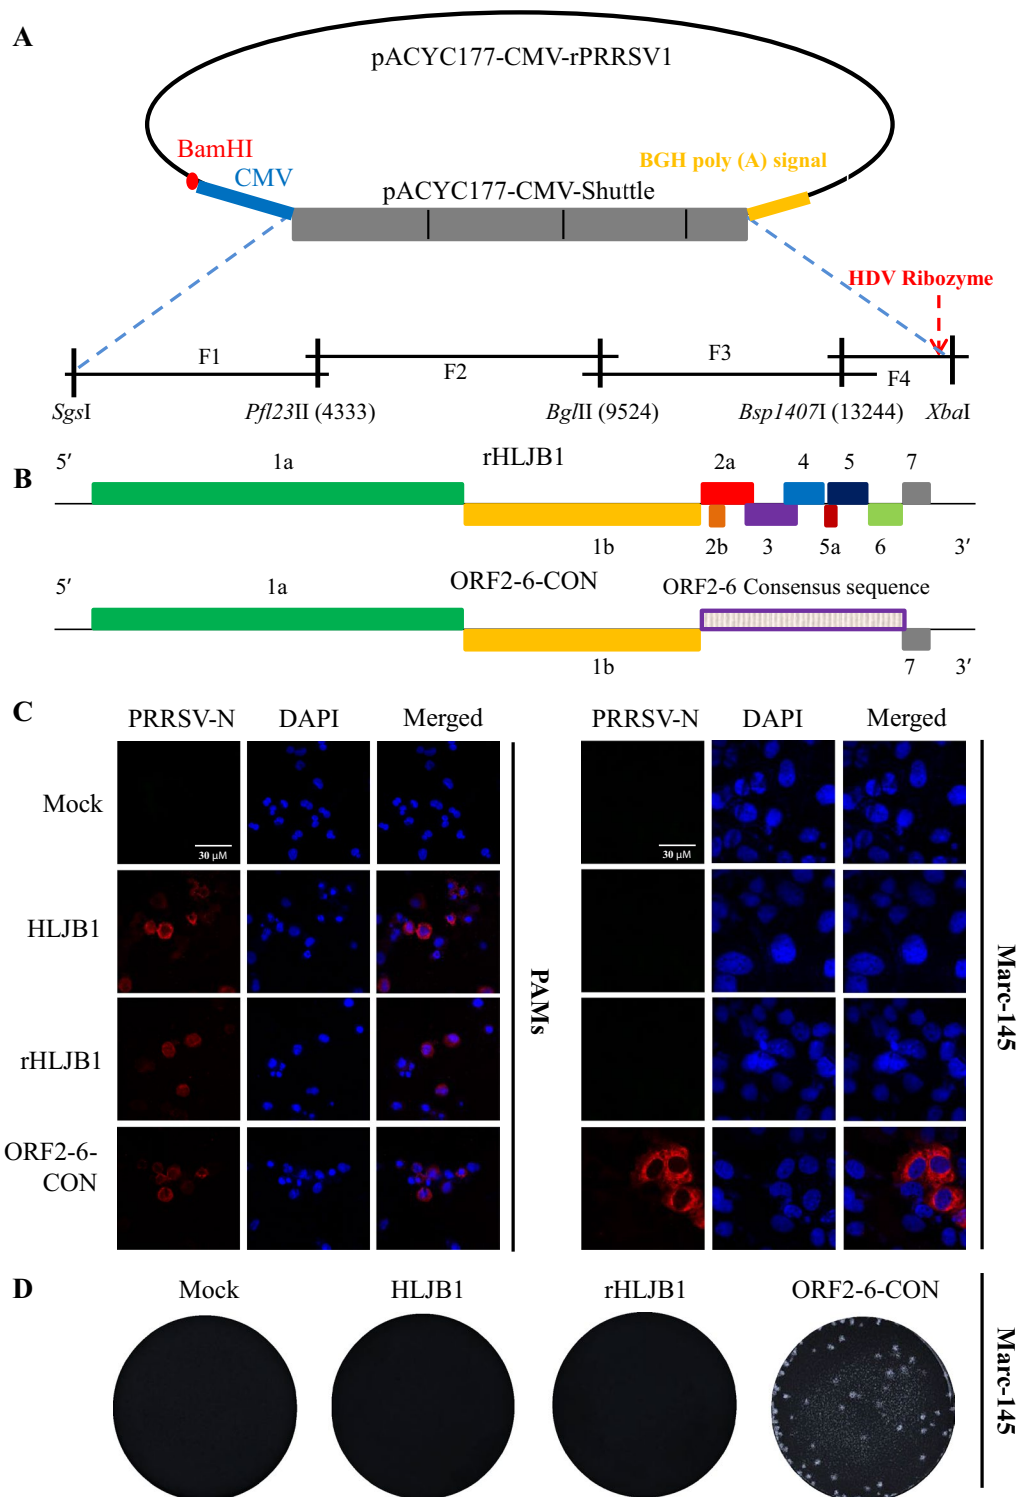 A
pACYC177-CMV-rPRRSV1
BamHI
CMV
BGH poly (A) signal
pACYC177-CMV-Shuttle
HDV Ribozyme
F1
F2
F3
F4
SgsI
Pfl23II (4333)
BglII (9524)
Bsp1407I (13244)
XbaI
B
rHLJB1
5′
1a
2a
4
5
7
1b
2b
3
5a
6
3′
ORF2-6-CON
5′
1a
ORF2-6 Consensus sequence
1b
7
3′
C
PRRSV-N DAPI Merged
PRRSV-N DAPI Merged
Mock
30 μM
30 μM
HLJB1
rHLJB1
ORF2-6-
CON
PAMs
Marc-145
D
Mock HLJB1 rHLJB1 ORF2-6-CON
Marc-145